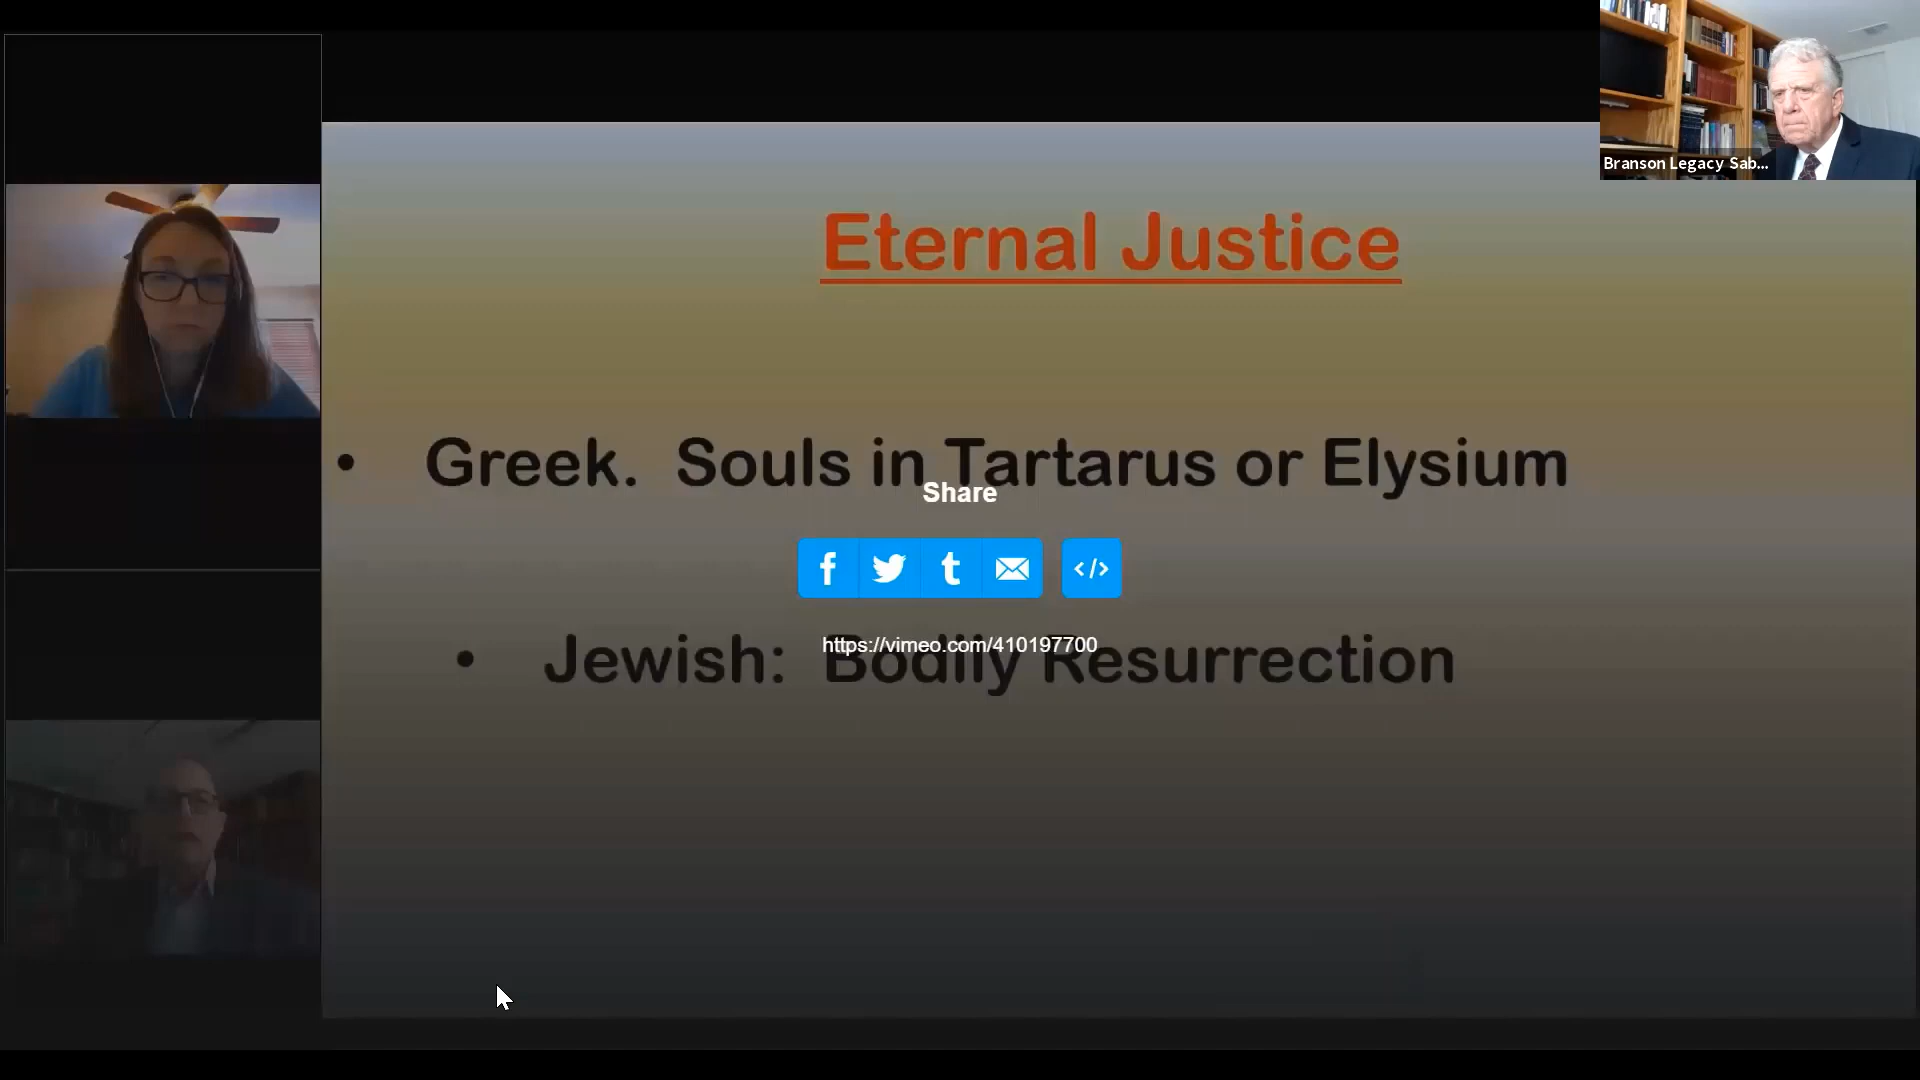 Branson Legacy Sab...
Eternal Justice
• Greek. Souls in Tartarus or Elysium
Share
f t </>
https://vimeo.com/410197700
• Jewish: Bodily Resurrection